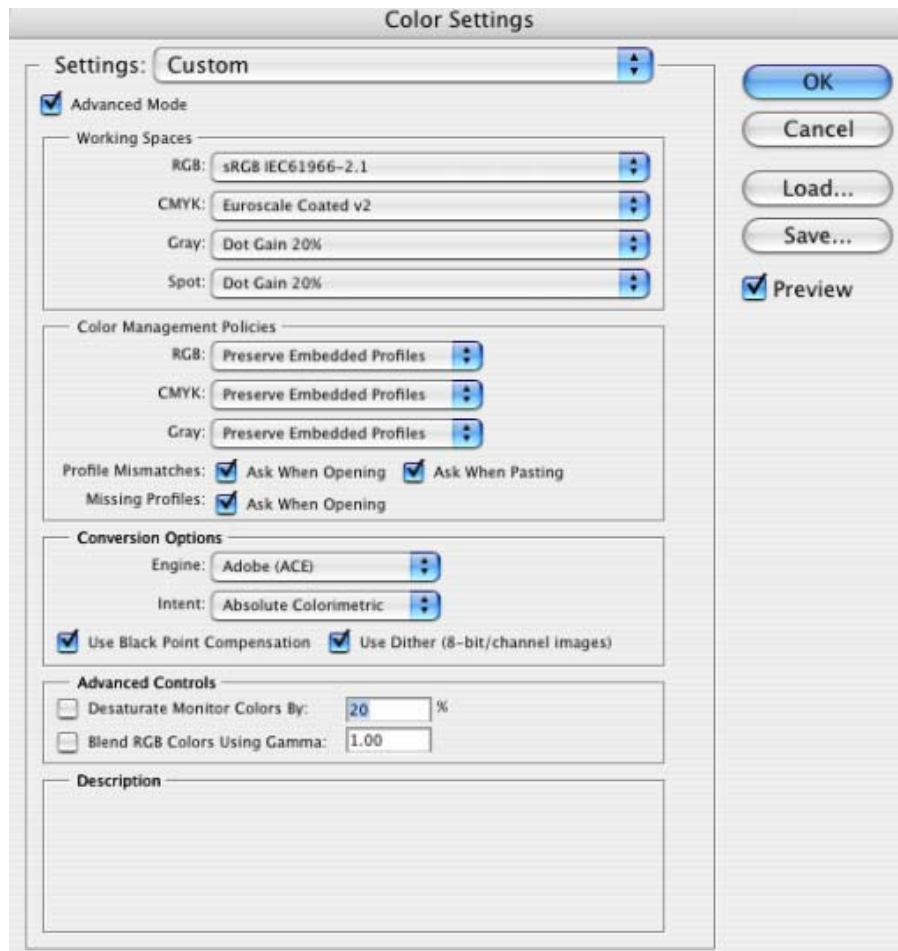 Color Settings
Settings: Custom
Advanced Mode
Working Spaces
RGB: sRGB IEC61966-2.1
CMYK: Euroscale Coated v2
Gray: Dot Gain 20%
Spot: Dot Gain 20%
Color Management Policies
RGB: Preserve Embedded Profiles
CMYK: Preserve Embedded Profiles
Gray: Preserve Embedded Profiles
Profile Mismatches: Ask When Opening Ask When Pasting
Missing Profiles: Ask When Opening
Conversion Options
Engine: Adobe (ACE)
Intent: Absolute Colorimetric
Use Black Point Compensation Use Dither (8-bit/channel images)
Advanced Controls
Desaturate Monitor Colors By: 20 %
Blend RGB Colors Using Gamma: 1.00
Description
OK
Cancel
Load...
Save...
Preview